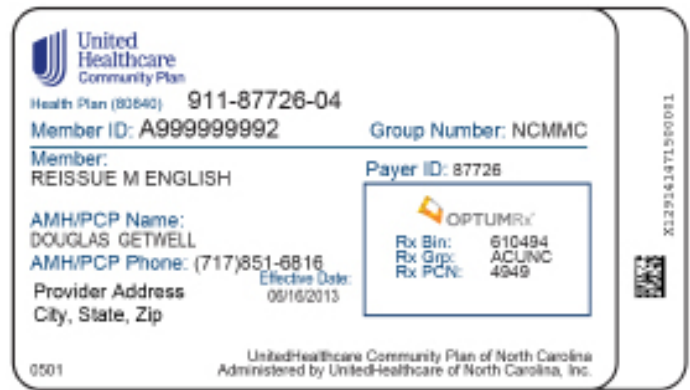 United
Healthcare
Community Plan
Health Plan (80840) 911-87726-04
Member ID: A999999992 Group Number: NCMMC
Member:
REISSUE M ENGLISH
Payer ID: 87726
AMH/PCP Name:
DOUGLAS GETWELL
AMH/PCP Phone: (717)851-6816
Effective Date:
06/16/2013
Provider Address
City, State, Zip
OPTUMRx
Rx Bin: 610494
Rx Grp: ACUNC
Rx PCN: 4949
0501
UnitedHealthcare Community Plan of North Carolina
Administered by UnitedHealthcare of North Carolina, Inc.